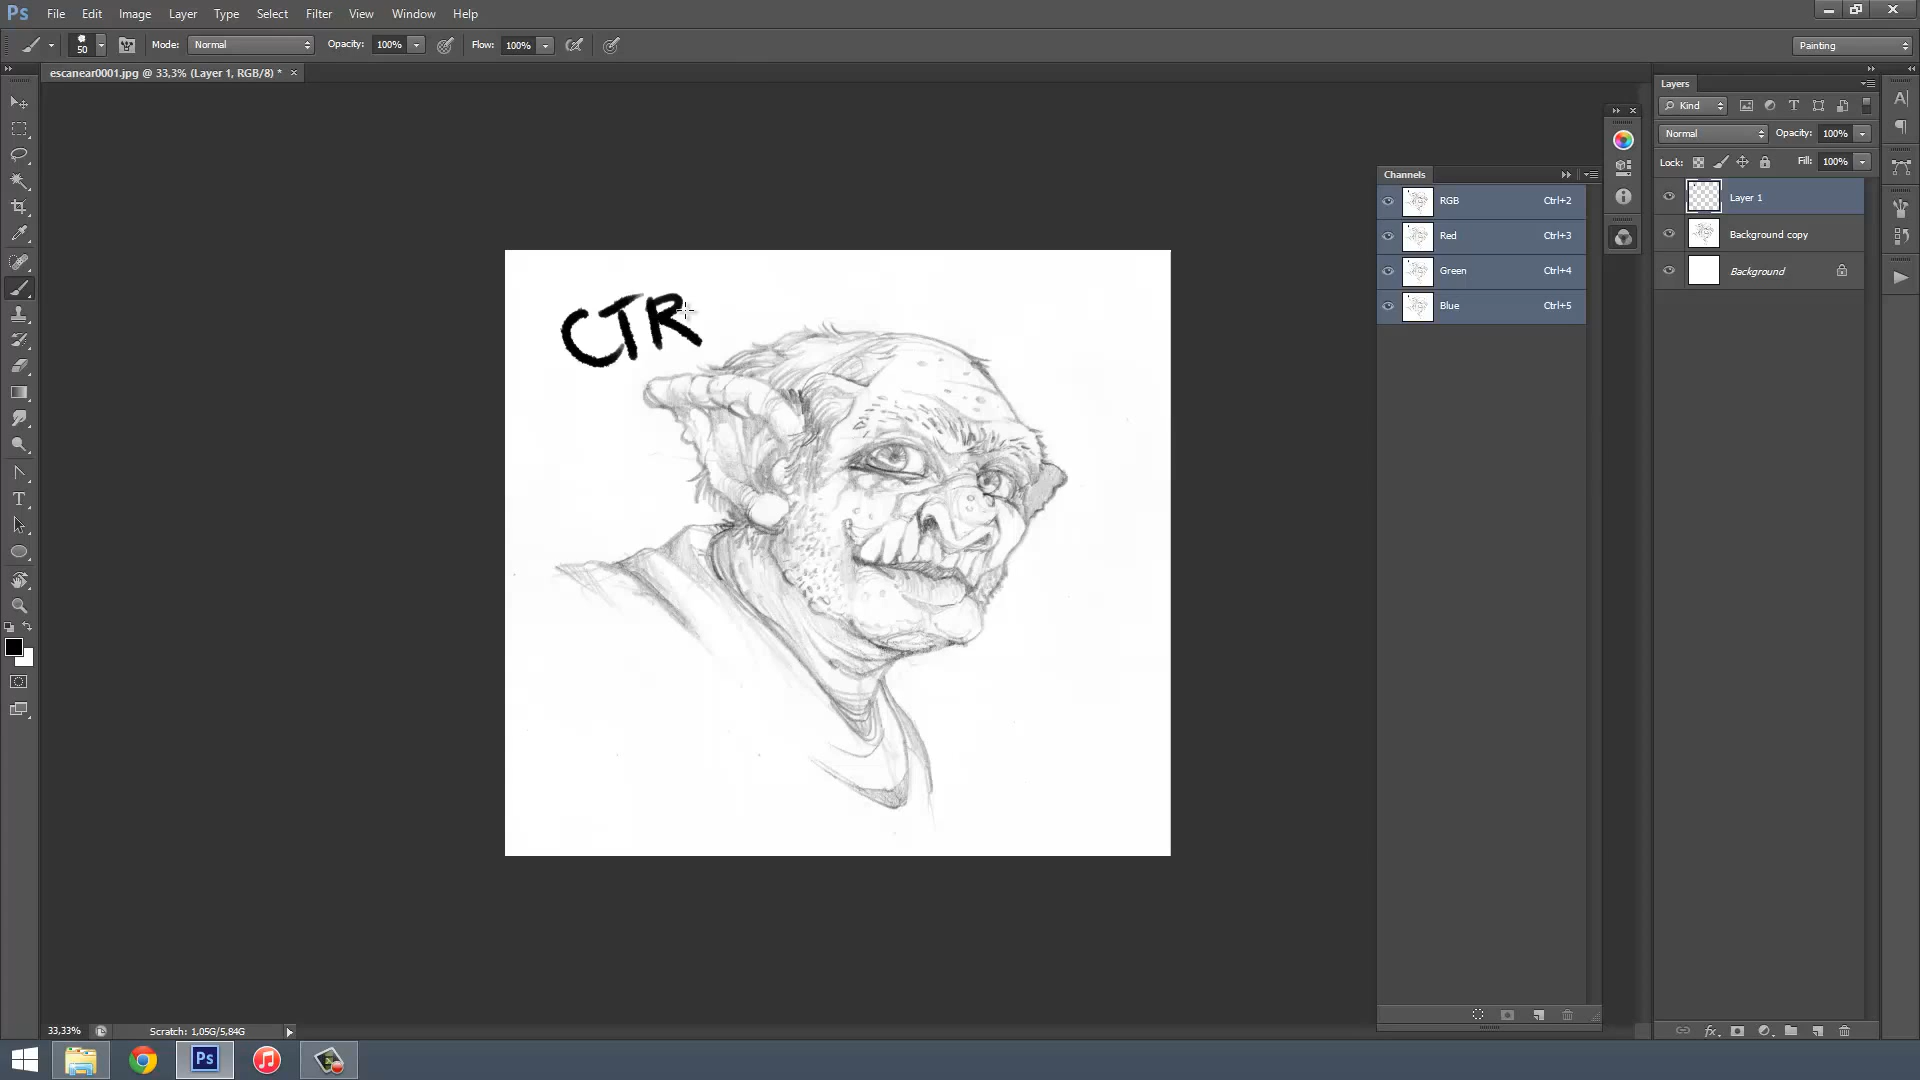 Ps File Edit Image Layer Type Select Filter View Window Help
50 Mode: Normal Opacity: 100% Flow: 100% Painting
escanear0001.jpg @ 33,3% (Layer 1, RGB/8) * ×
Layers
Kind
Normal Opacity: 100%
Lock: Fill: 100%
Layer 1
Background copy
Background
Channels
RGB Ctrl+2
Red Ctrl+3
Green Ctrl+4
Blue Ctrl+5
CTR
33,33% Scratch: 1,05G/5,84G
Ps